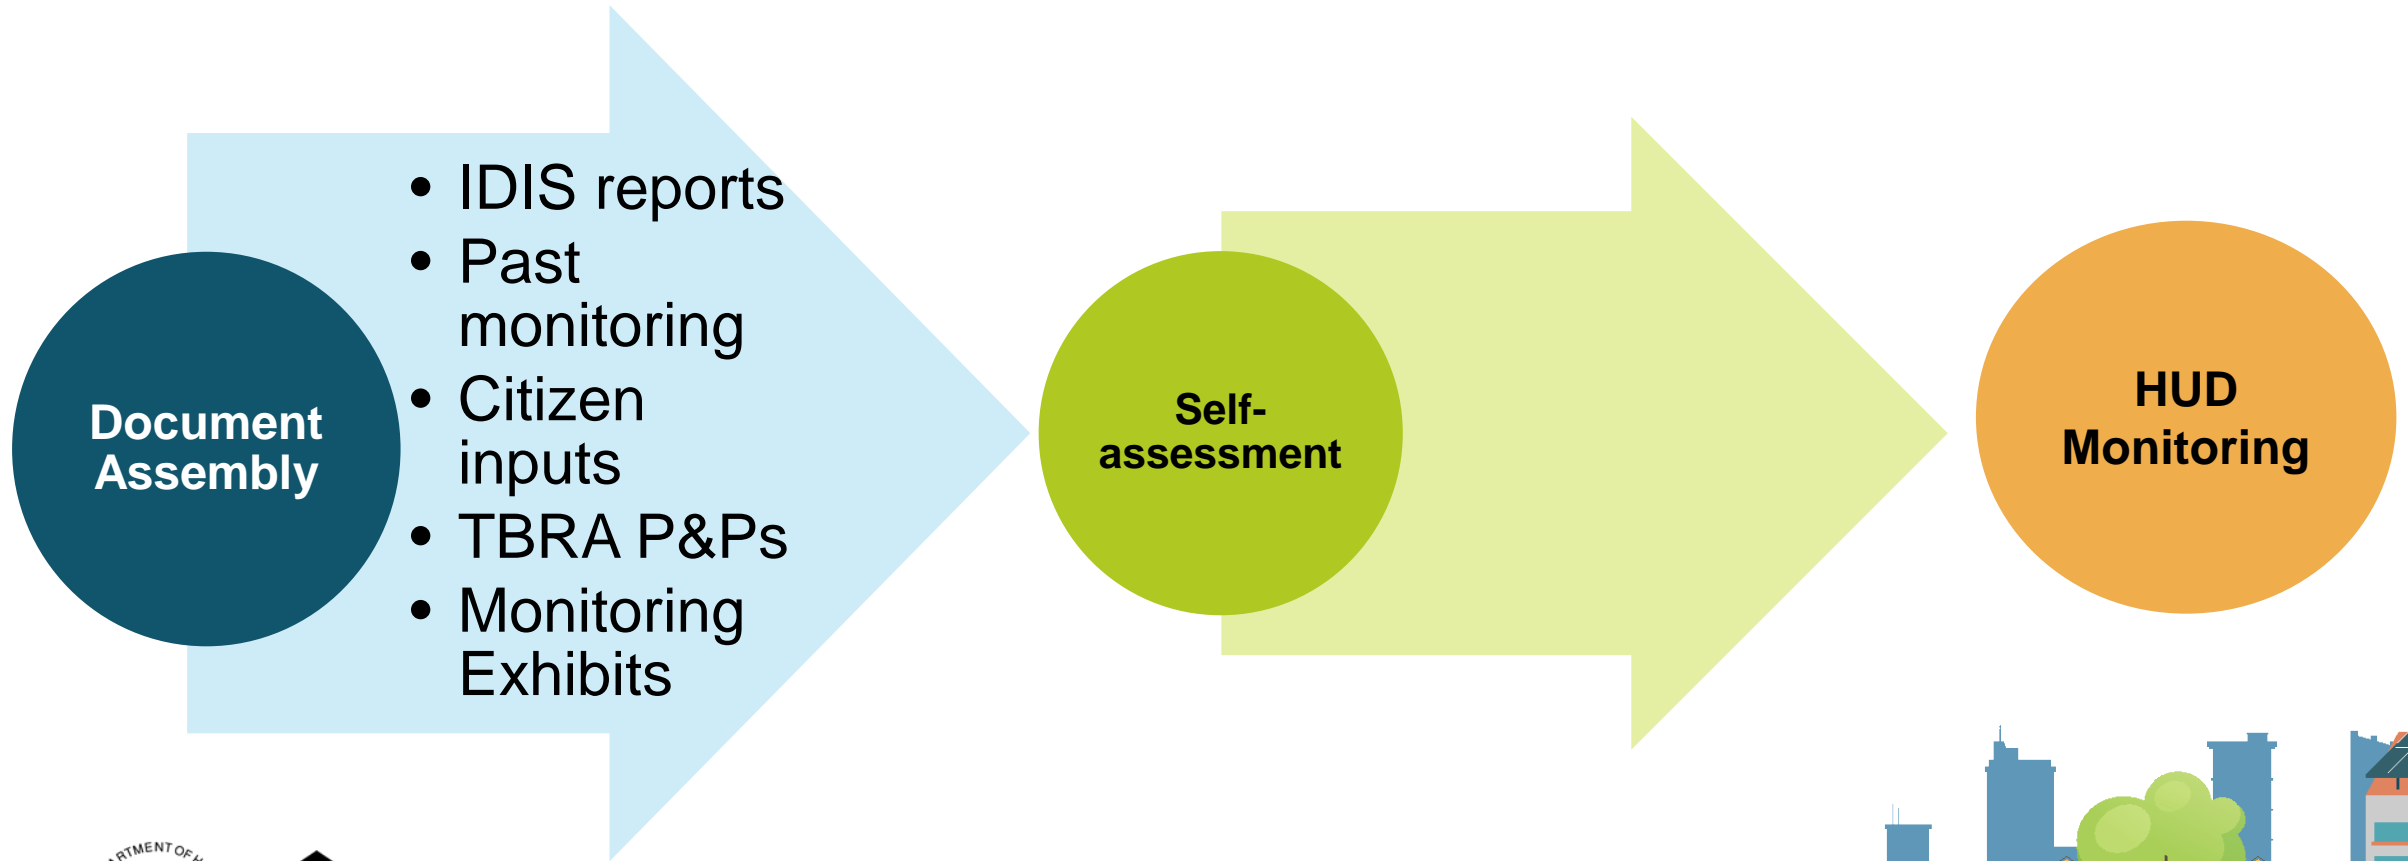 Document
Assembly
• IDIS reports
• Past
monitoring
• Citizen
inputs
• TBRA P&Ps
• Monitoring
Exhibits
Self-
assessment
HUD
Monitoring